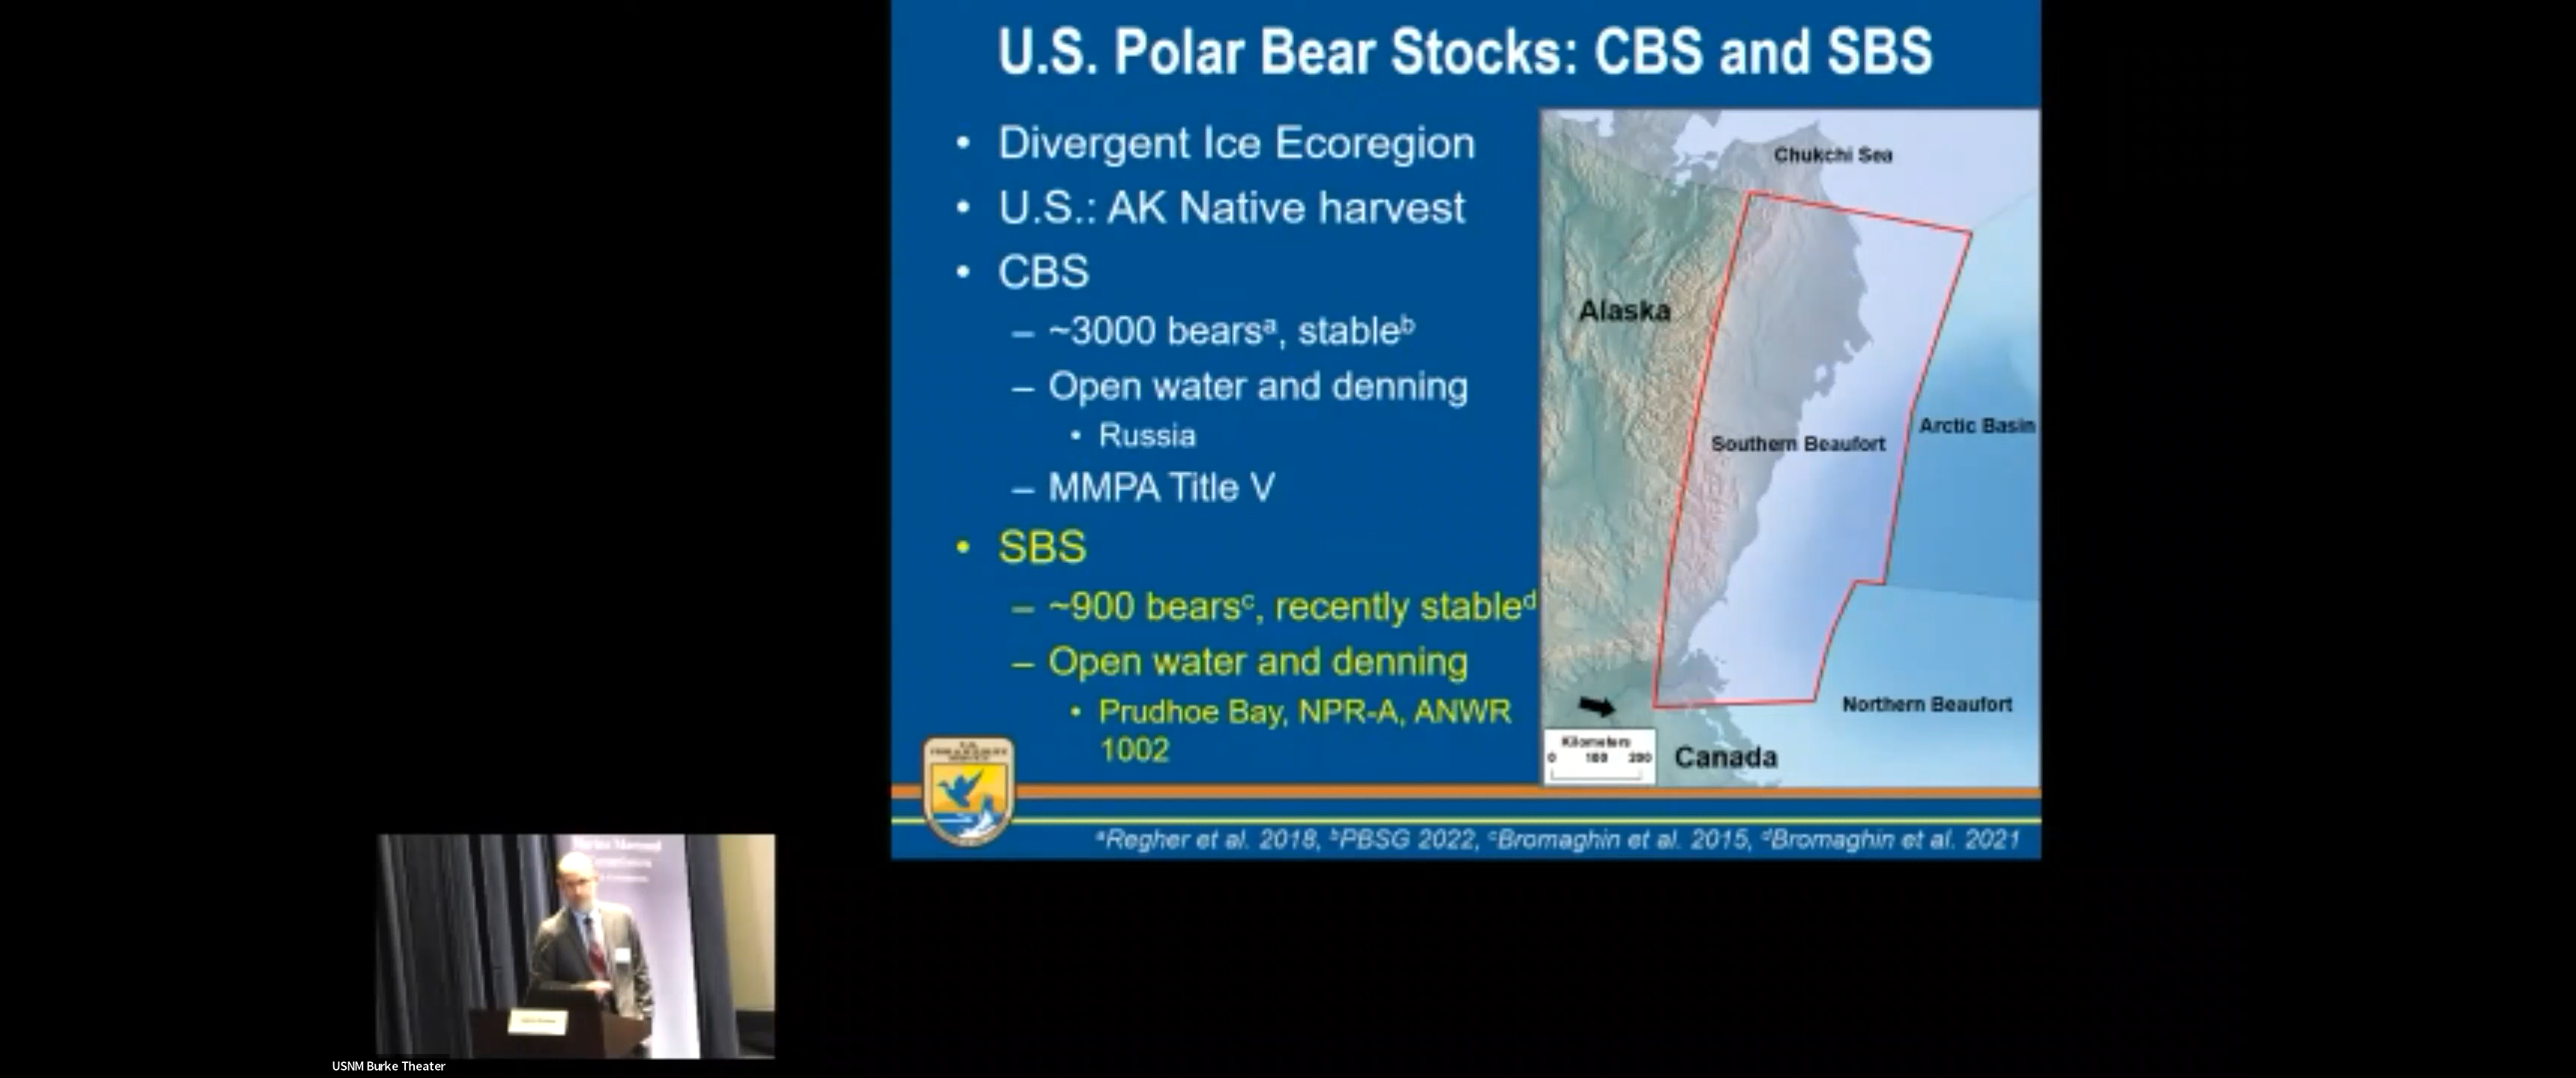 U.S. Polar Bear Stocks: CBS and SBS
• Divergent Ice Ecoregion
• U.S.: AK Native harvest
• CBS
– ~3000 bearsᵃ, stableᵇ
– Open water and denning
• Russia
– MMPA Title V
• SBS
– ~900 bearsᶜ, recently stableᵈ
– Open water and denning
• Prudhoe Bay, NPR-A, ANWR
1002
Chukchi Sea
Alaska
Arctic Basin
Southern Beaufort
Northern Beaufort
Kilometers
0 100 200
Canada
ᵃRegher et al. 2018, ᵇPBSG 2022, ᶜBromaghin et al. 2015, ᵈBromaghin et al. 2021
USNM Burke Theater